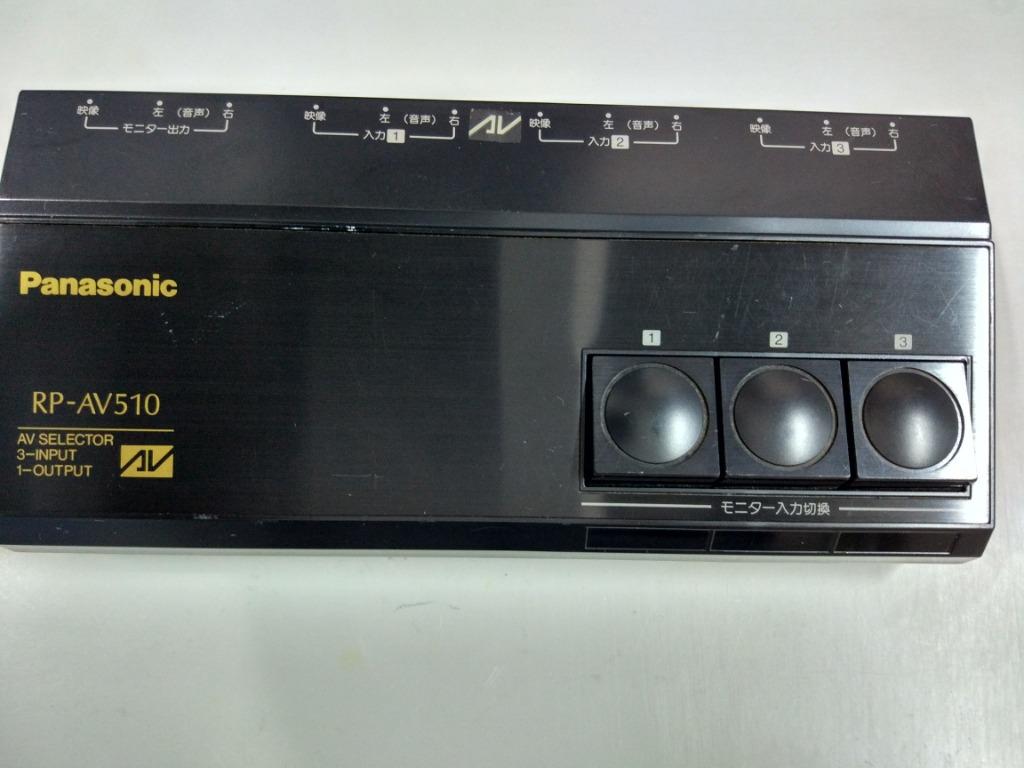 映像 左 (音声) 右
モニター出力
映像 左 (音声) 右
入力 1
AV
映像 左 (音声) 右
入力 2
映像 左 (音声) 右
入力 3
Panasonic
1 2 3
RP-AV510
AV SELECTOR
3-INPUT
1-OUTPUT
AV
モニター入力切換